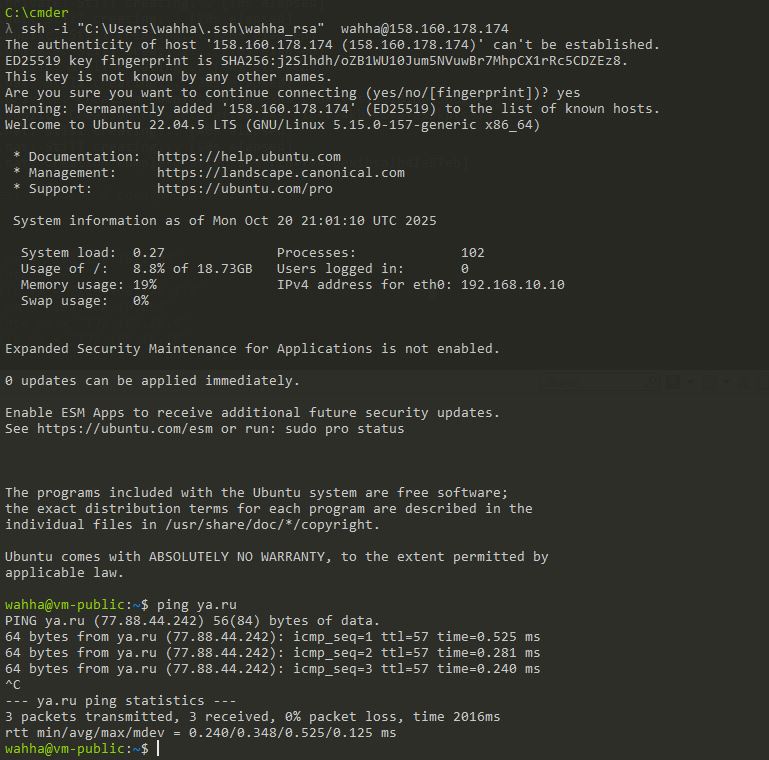 C:\cmder
λ ssh -i "C:\Users\wahha\.ssh\wahha_rsa"  wahha@158.160.178.174
The authenticity of host '158.160.178.174 (158.160.178.174)' can't be established.
ED25519 key fingerprint is SHA256:j2Slhdh/oZB1WU10Jum5NVuwBr7MhpCX1rRc5CDZEz8.
This key is not known by any other names.
Are you sure you want to continue connecting (yes/no/[fingerprint])? yes
Warning: Permanently added '158.160.178.174' (ED25519) to the list of known hosts.
Welcome to Ubuntu 22.04.5 LTS (GNU/Linux 5.15.0-157-generic x86_64)
 * Documentation:  https://help.ubuntu.com
 * Management:     https://landscape.canonical.com
 * Support:        https://ubuntu.com/pro
 System information as of Mon Oct 20 21:01:10 UTC 2025
  System load:  0.27              Processes:             102
  Usage of /:   8.8% of 18.73GB   Users logged in:       0
  Memory usage: 19%               IPv4 address for eth0: 192.168.10.10
  Swap usage:   0%
Expanded Security Maintenance for Applications is not enabled.
0 updates can be applied immediately.
Enable ESM Apps to receive additional future security updates.
See https://ubuntu.com/esm or run: sudo pro status
The programs included with the Ubuntu system are free software;
the exact distribution terms for each program are described in the
individual files in /usr/share/doc/*/copyright.
Ubuntu comes with ABSOLUTELY NO WARRANTY, to the extent permitted by
applicable law.
wahha@vm-public:~$ ping ya.ru
PING ya.ru (77.88.44.242) 56(84) bytes of data.
64 bytes from ya.ru (77.88.44.242): icmp_seq=1 ttl=57 time=0.525 ms
64 bytes from ya.ru (77.88.44.242): icmp_seq=2 ttl=57 time=0.281 ms
64 bytes from ya.ru (77.88.44.242): icmp_seq=3 ttl=57 time=0.240 ms
^C
--- ya.ru ping statistics ---
3 packets transmitted, 3 received, 0% packet loss, time 2016ms
rtt min/avg/max/mdev = 0.240/0.348/0.525/0.125 ms
wahha@vm-public:~$